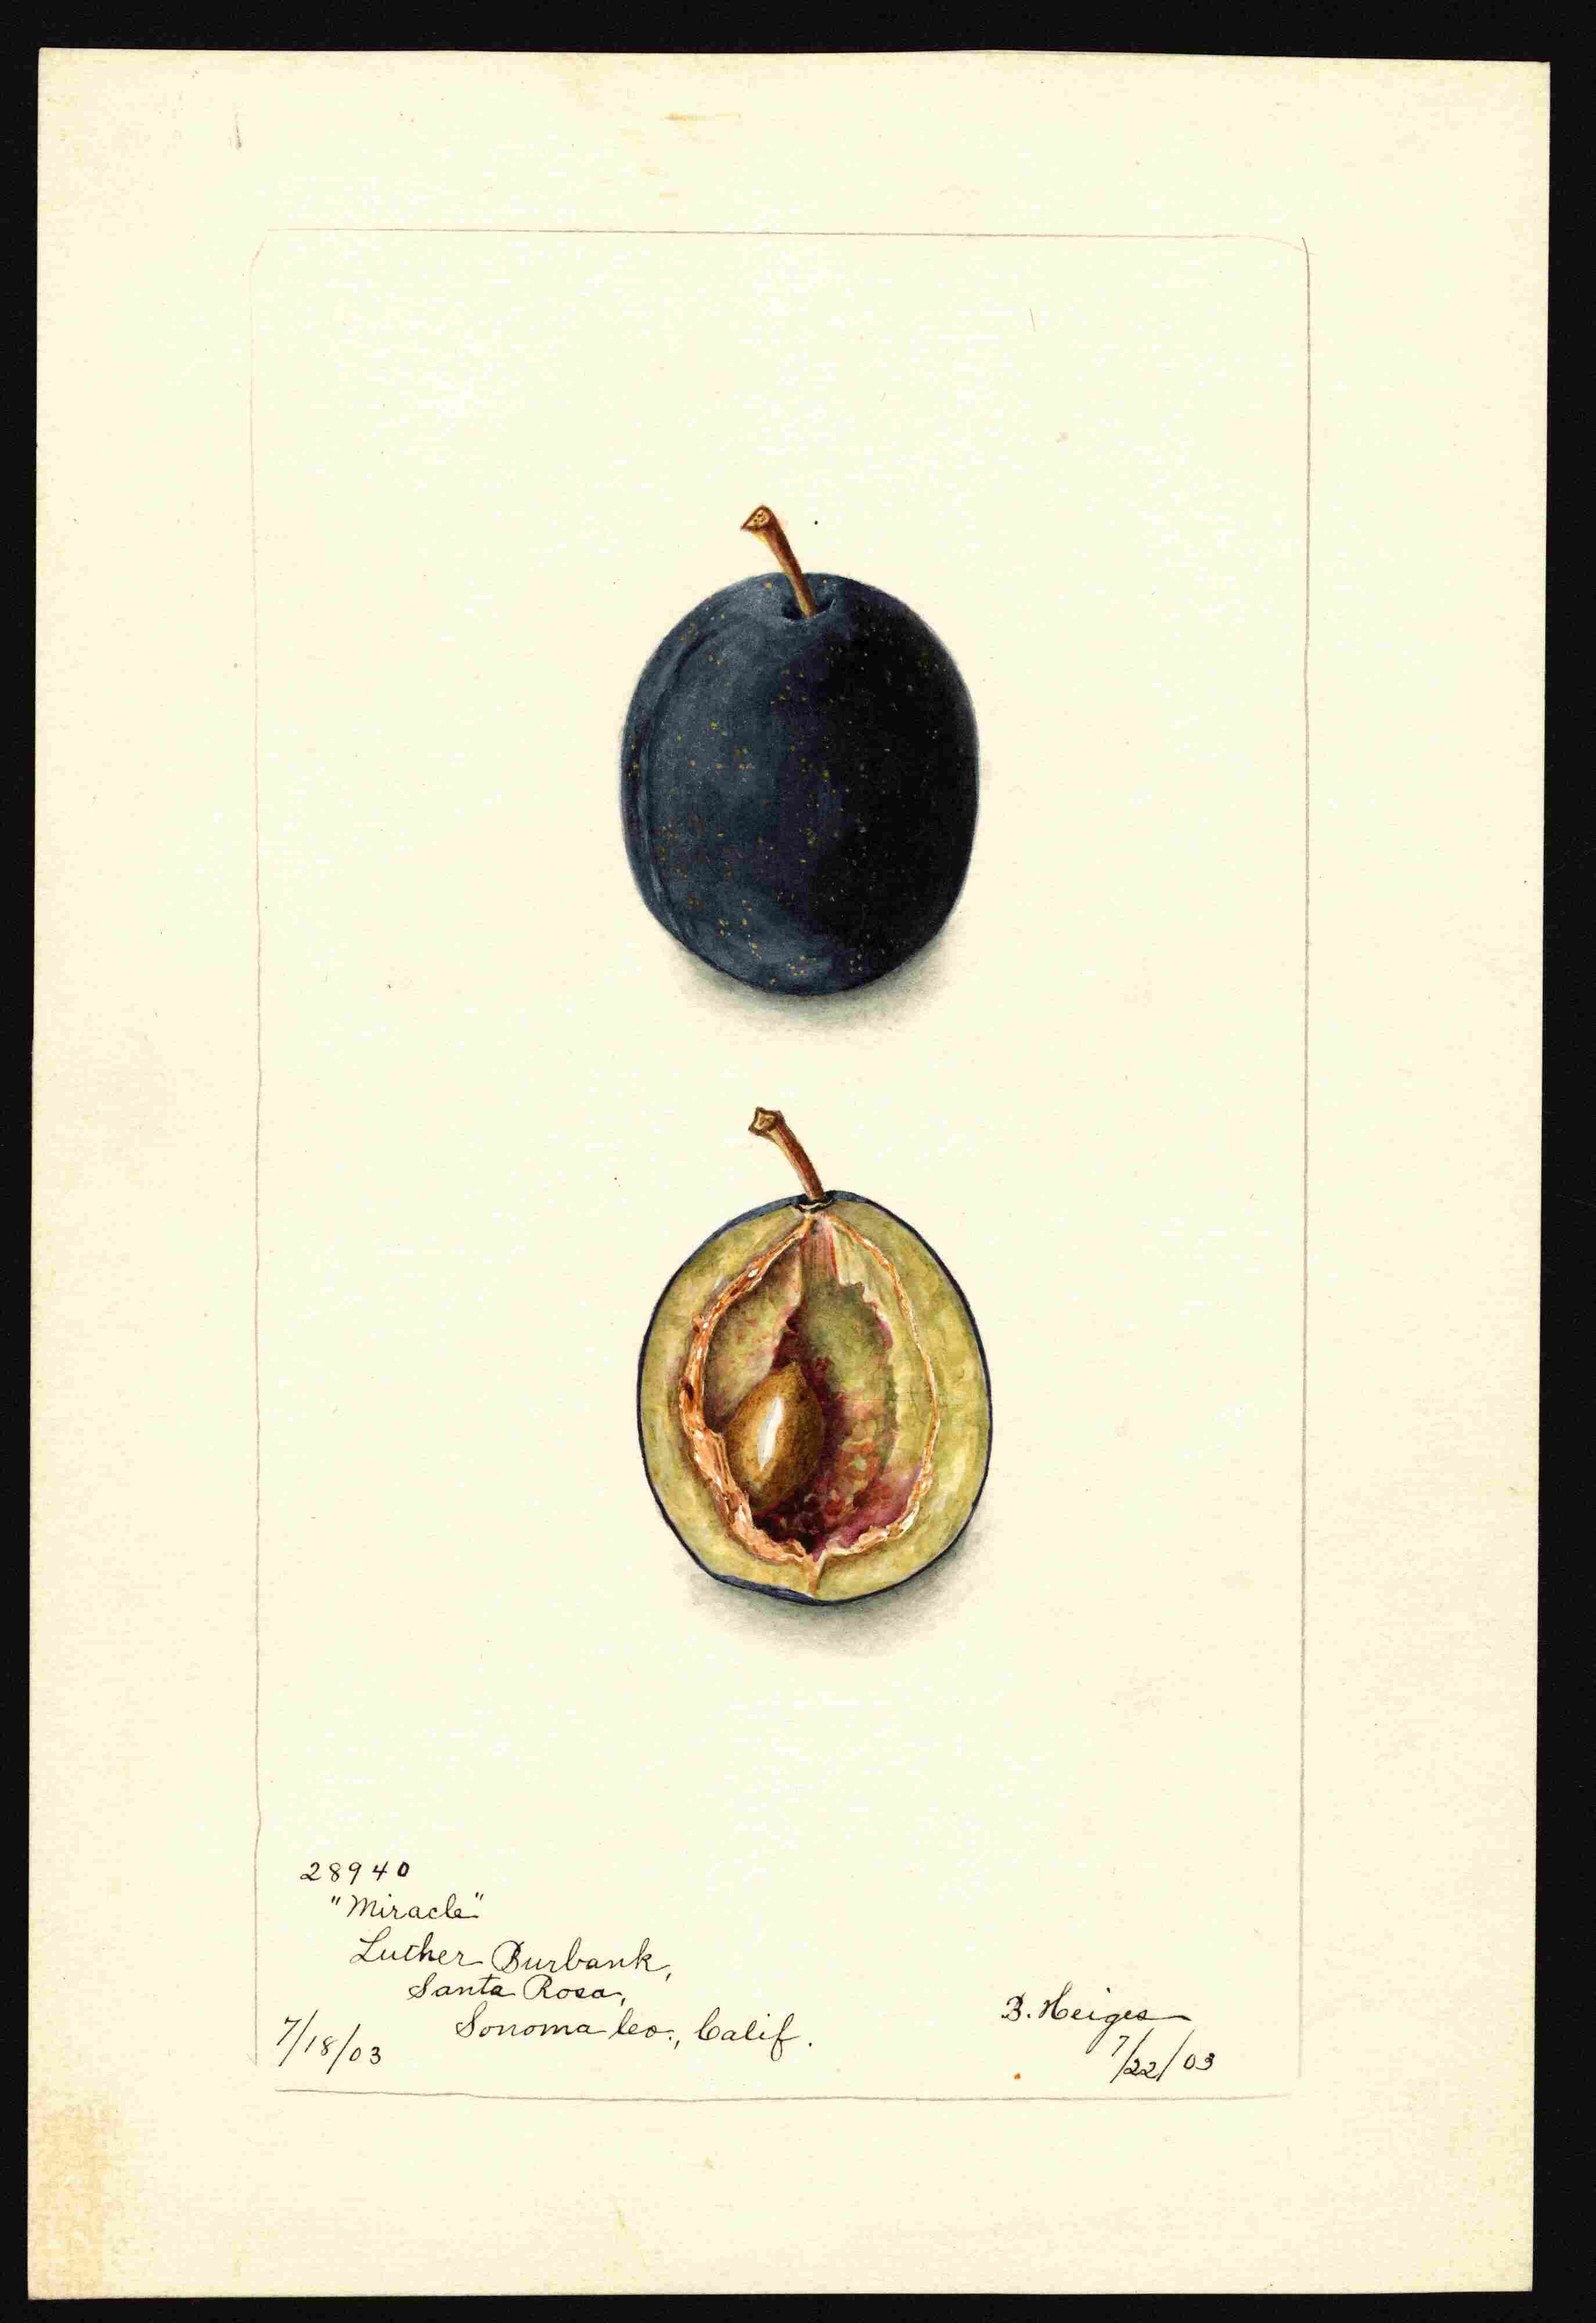 28940
"Miracle"
Luther Burbank,
Santa Rosa,
Sonoma Co., Calif.
7/18/03
B. Heiges
7/22/03